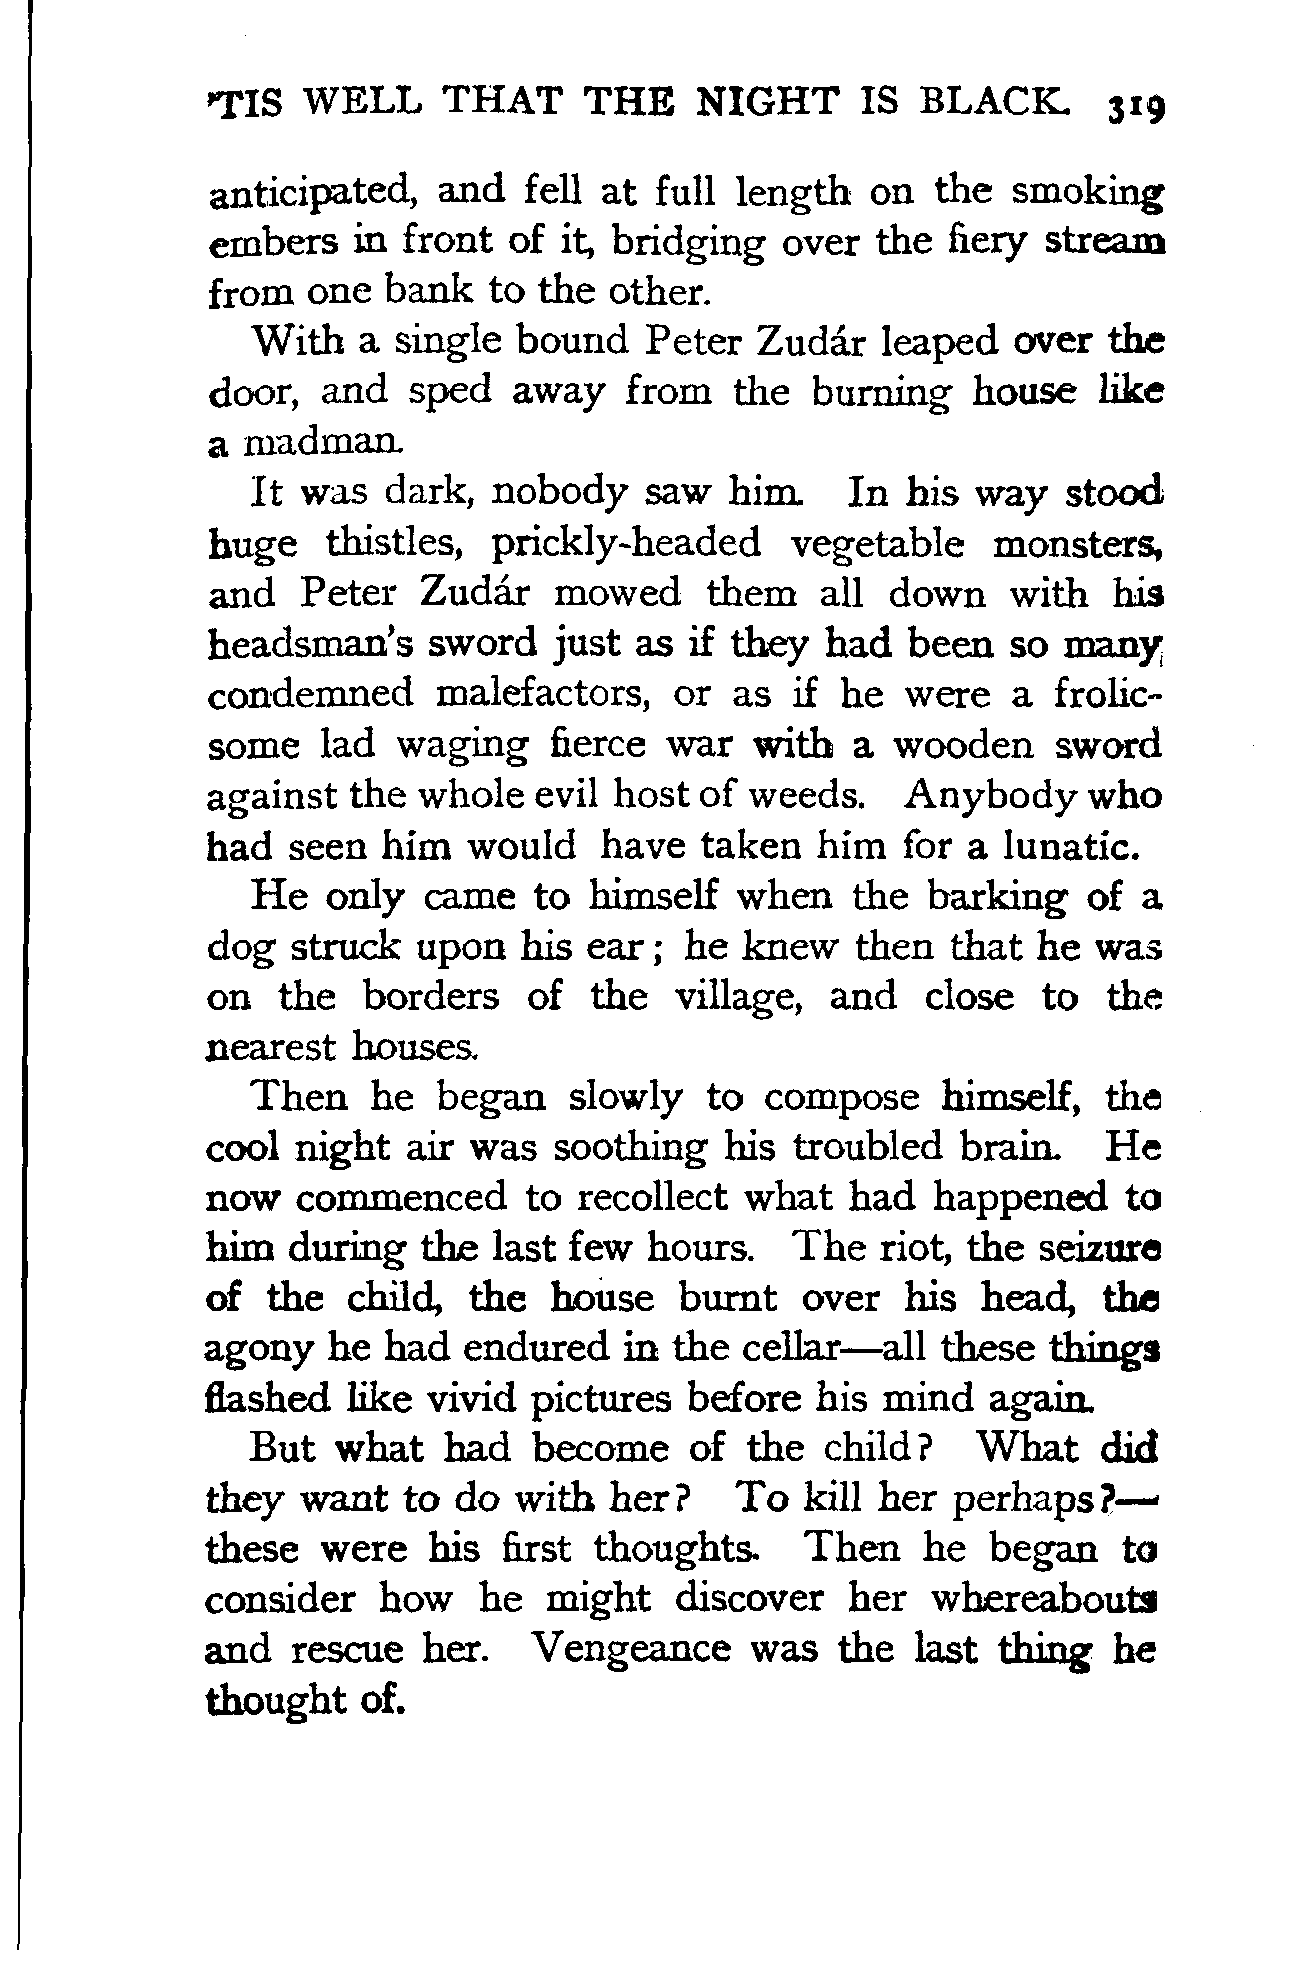 'TIS WELL THAT THE NIGHT IS BLACK. 319
anticipated, and fell at full length on the smoking
embers in front of it, bridging over the fiery stream
from one bank to the other.
With a single bound Peter Zudár leaped over the
door, and sped away from the burning house like
a madman.
It was dark, nobody saw him. In his way stood
huge thistles, prickly-headed vegetable monsters,
and Peter Zudár mowed them all down with his
headsman's sword just as if they had been so many
condemned malefactors, or as if he were a frolic-
some lad waging fierce war with a wooden sword
against the whole evil host of weeds. Anybody who
had seen him would have taken him for a lunatic.
He only came to himself when the barking of a
dog struck upon his ear; he knew then that he was
on the borders of the village, and close to the
nearest houses.
Then he began slowly to compose himself, the
cool night air was soothing his troubled brain. He
now commenced to recollect what had happened to
him during the last few hours. The riot, the seizure
of the child, the house burnt over his head, the
agony he had endured in the cellar—all these things
flashed like vivid pictures before his mind again.
But what had become of the child? What did
they want to do with her? To kill her perhaps?—
these were his first thoughts. Then he began to
consider how he might discover her whereabouts
and rescue her. Vengeance was the last thing he
thought of.